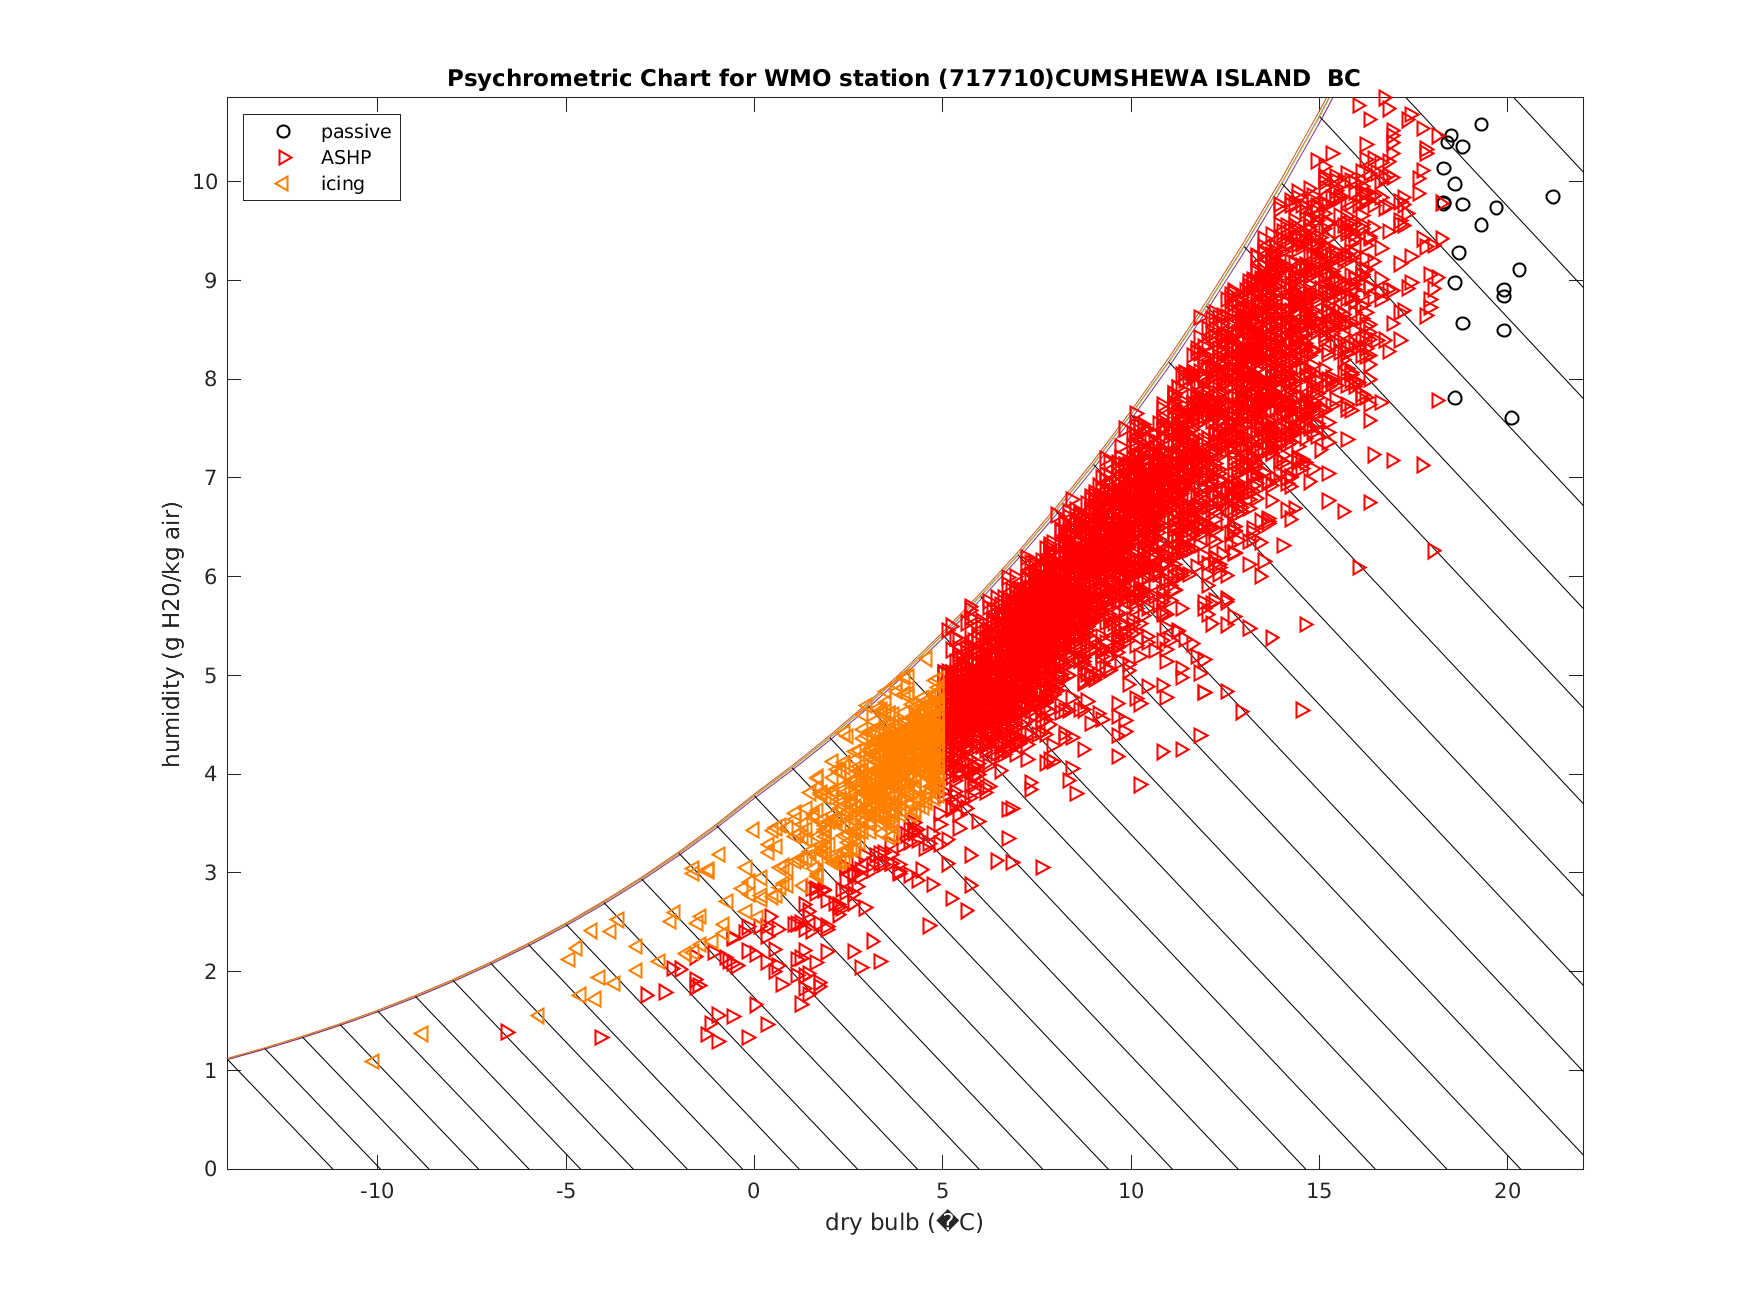 Psychrometric Chart for WMO station (717710)CUMSHEWA ISLAND  BC
passive
ASHP
icing
humidity (g H20/kg air)
10
9
8
7
6
5
4
3
2
1
0
-10 -5 0 5 10 15 20
dry bulb (�C)